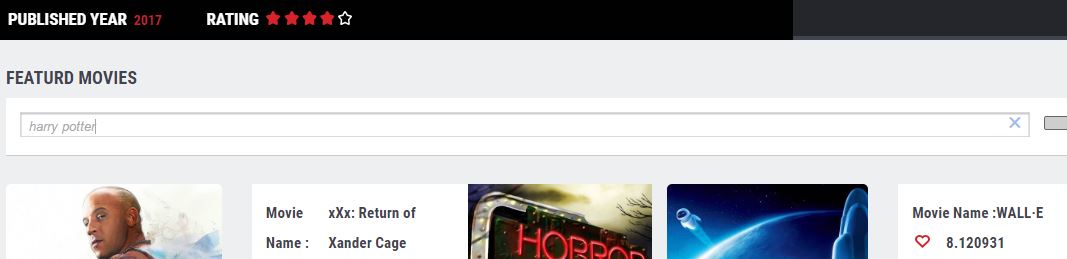 PUBLISHED YEAR 2017 RATING
FEATURD MOVIES
harry potter
Movie Name : xXx: Return of Xander Cage
HORROR
Movie Name :WALL·E
8.120931